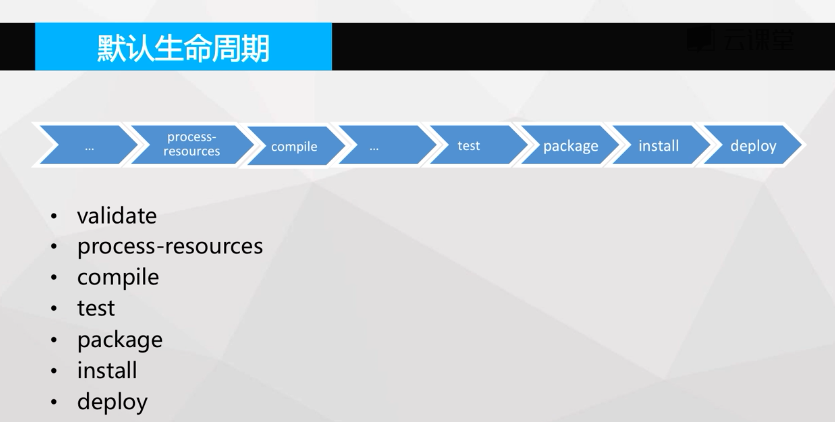 默认生命周期
云课堂
...
process-
resources
compile
...
test
package
install
deploy
• validate
• process-resources
• compile
• test
• package
• install
• deploy